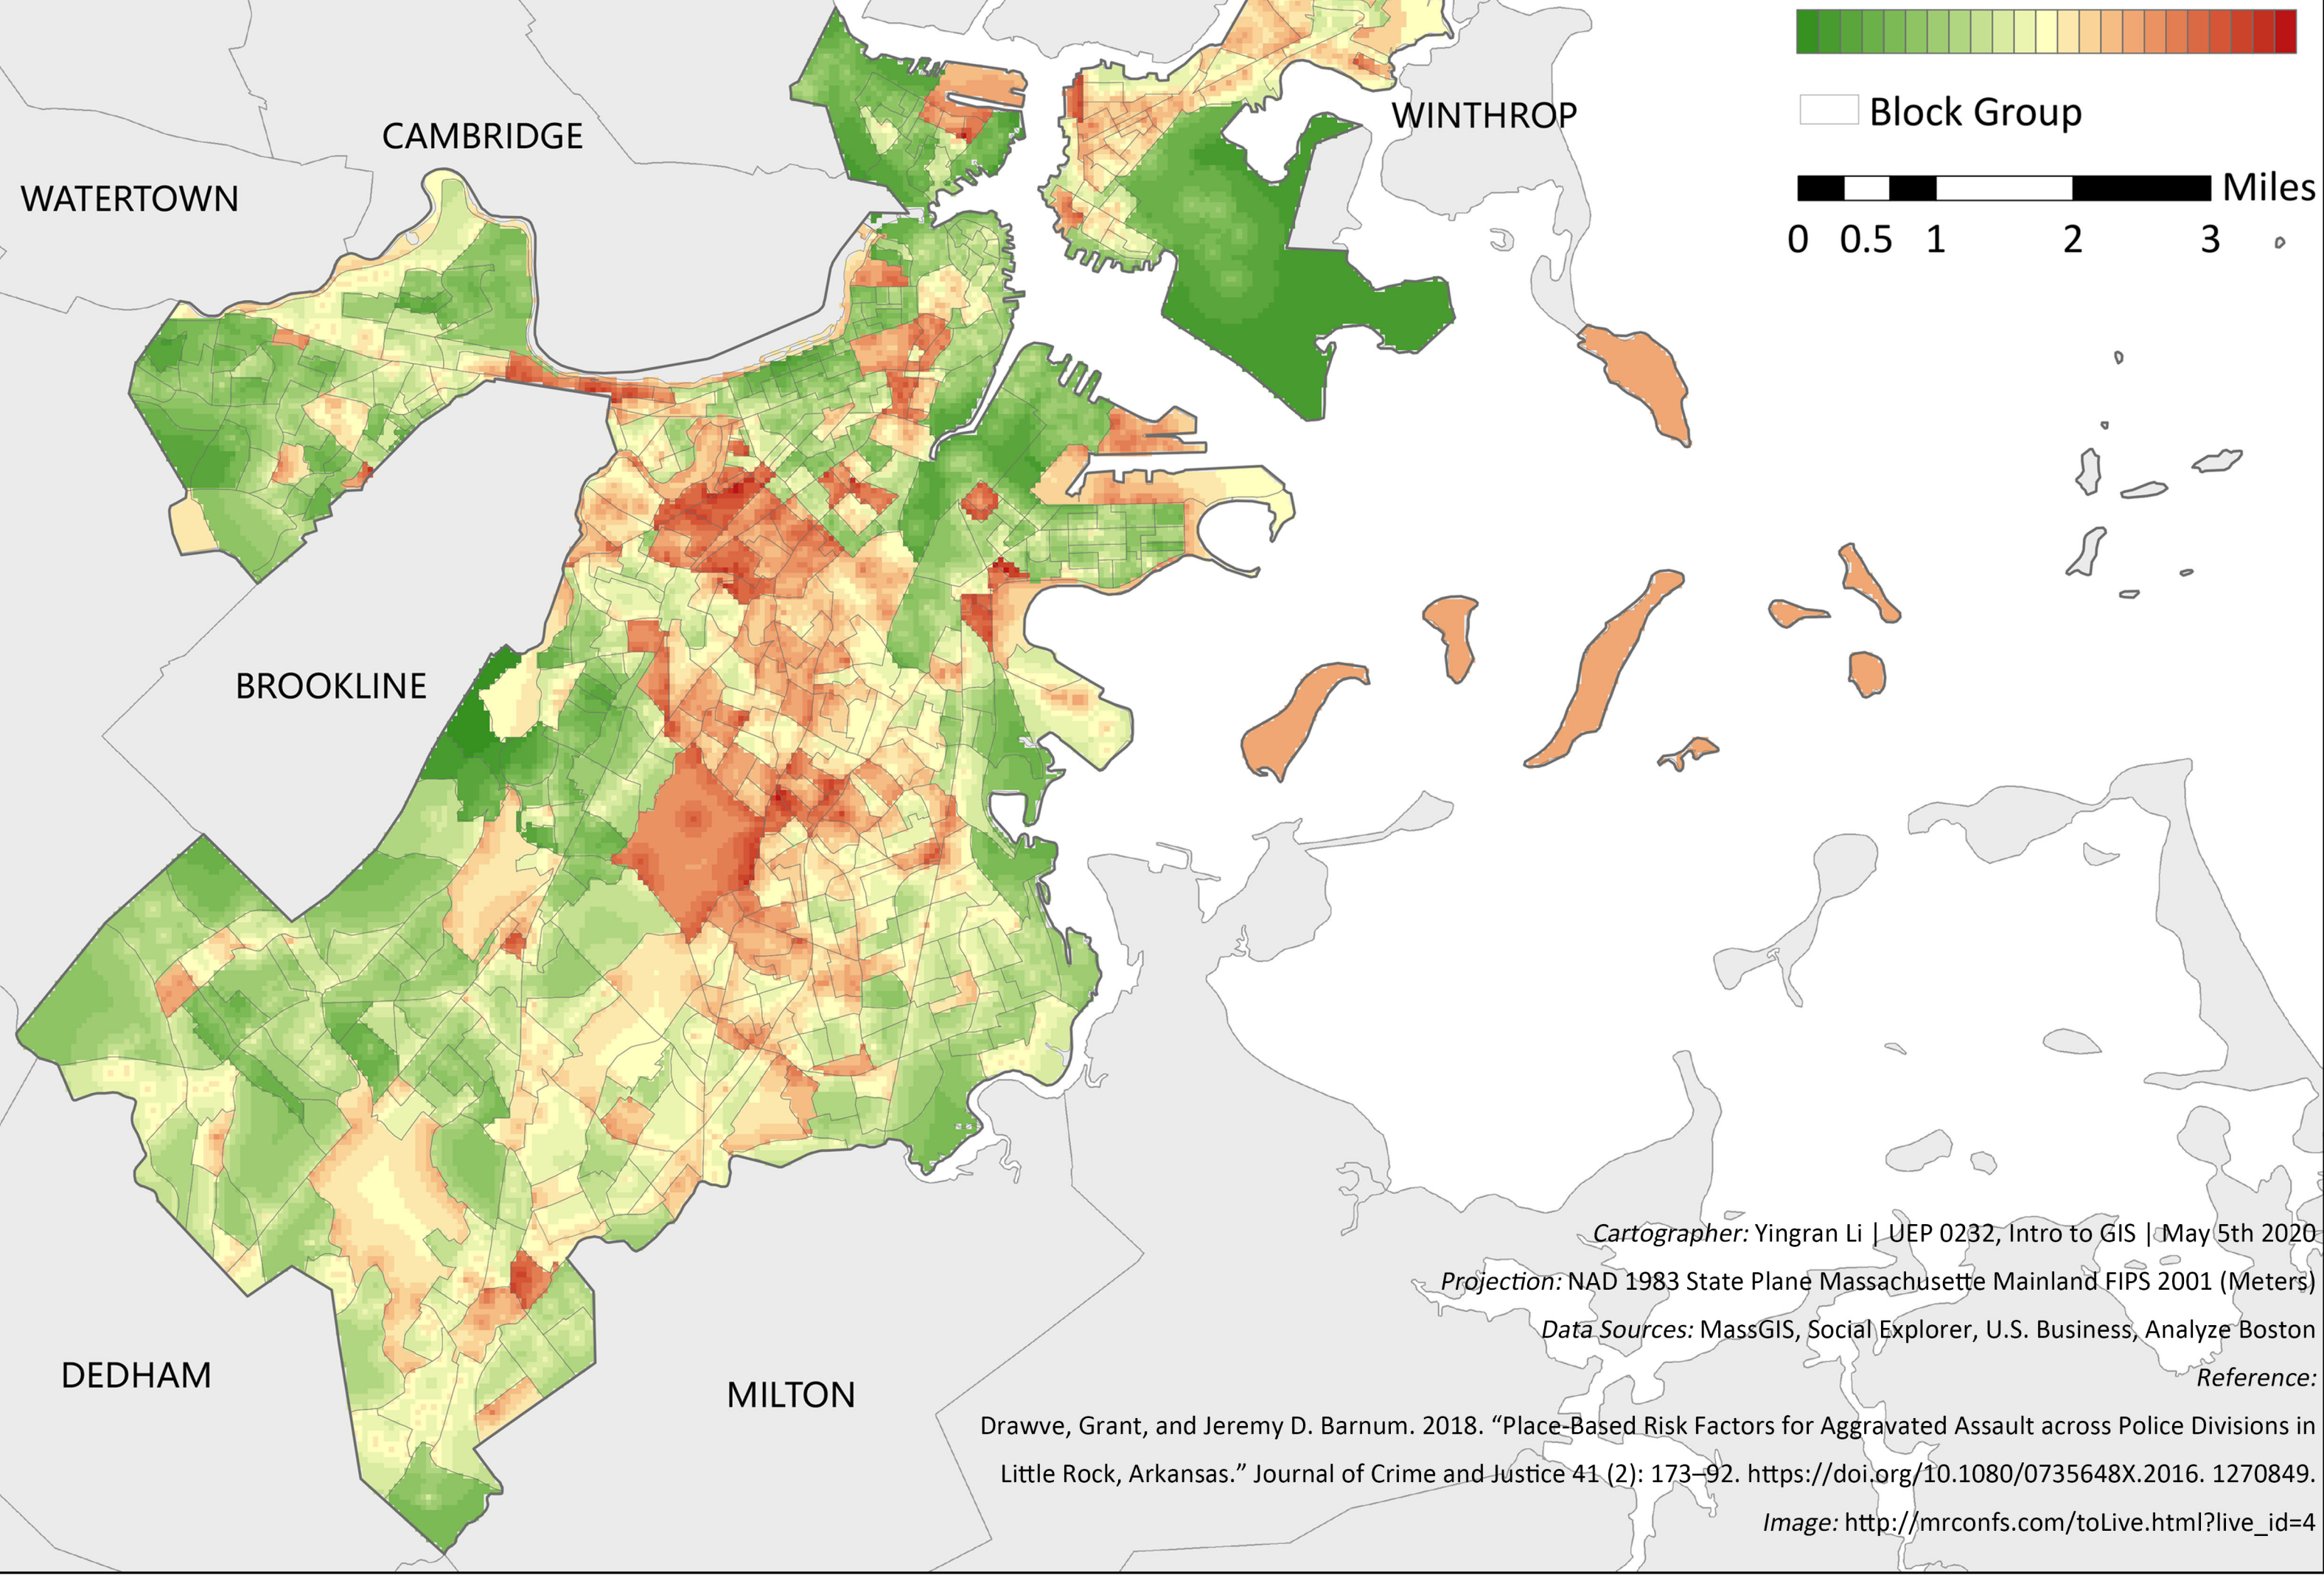 WINTHROP
Block Group
CAMBRIDGE
WATERTOWN
Miles
0 0.5 1 2 3
BROOKLINE
Cartographer: Yingran Li | UEP 0232, Intro to GIS | May 5th 2020
Projection: NAD 1983 State Plane Massachusette Mainland FIPS 2001 (Meters)
Data Sources: MassGIS, Social Explorer, U.S. Business, Analyze Boston
DEDHAM
MILTON
Reference:
Drawve, Grant, and Jeremy D. Barnum. 2018. “Place-Based Risk Factors for Aggravated Assault across Police Divisions in
Little Rock, Arkansas.” Journal of Crime and Justice 41 (2): 173–92. https://doi.org/10.1080/0735648X.2016. 1270849.
Image: http://mrconfs.com/toLive.html?live_id=4